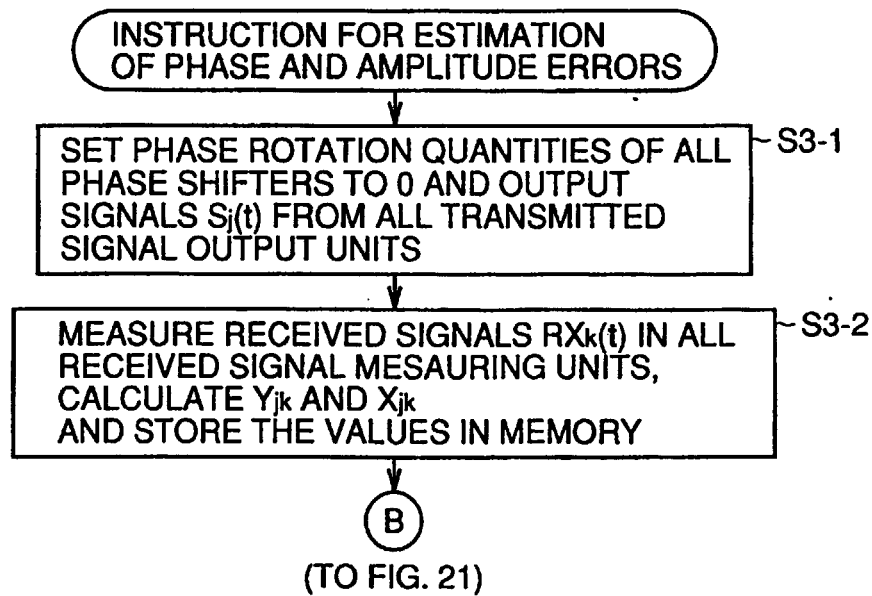 INSTRUCTION FOR ESTIMATION
OF PHASE AND AMPLITUDE ERRORS
SET PHASE ROTATION QUANTITIES OF ALL
PHASE SHIFTERS TO 0 AND OUTPUT
SIGNALS Sj(t) FROM ALL TRANSMITTED
SIGNAL OUTPUT UNITS
S3-1
MEASURE RECEIVED SIGNALS RXk(t) IN ALL
RECEIVED SIGNAL MESAURING UNITS,
CALCULATE Yjk AND Xjk
AND STORE THE VALUES IN MEMORY
S3-2
B
(TO FIG. 21)